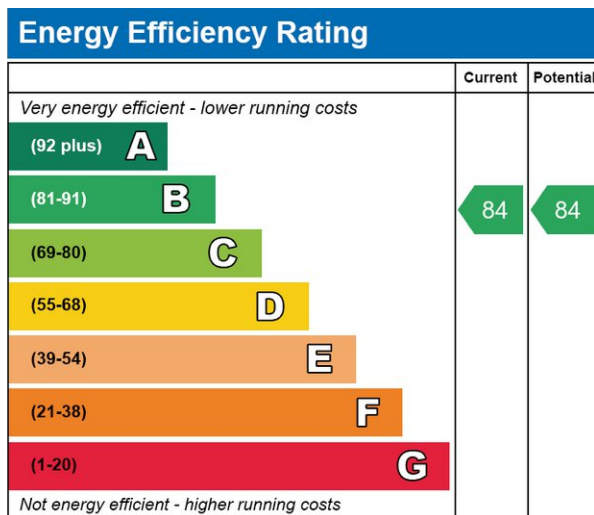 Energy Efficiency Rating
Current Potential
Very energy efficient - lower running costs
(92 plus) A
(81-91) B 84 84
(69-80) C
(55-68) D
(39-54) E
(21-38) F
(1-20) G
Not energy efficient - higher running costs